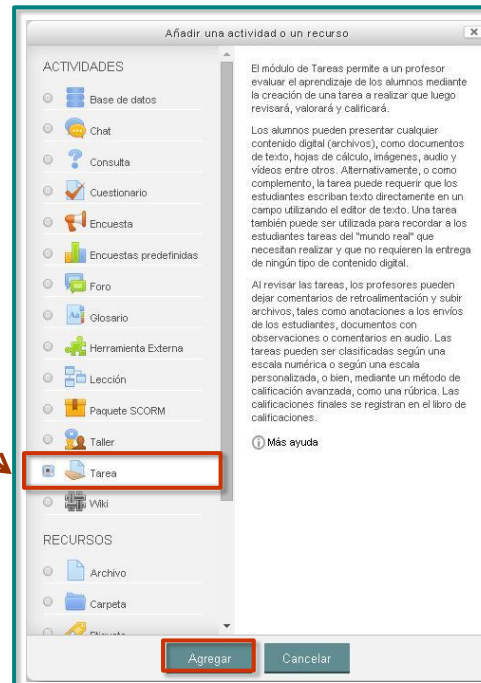 Añadir una actividad o un recurso
ACTIVIDADES
Base de datos
Chat
Consulta
Cuestionario
Encuesta
Encuestas predefinidas
Foro
Glosario
Herramienta Externa
Lección
Paquete SCORM
Taller
Tarea
Wiki
RECURSOS
Archivo
Carpeta
El módulo de Tareas permite a un profesor
evaluar el aprendizaje de los alumnos mediante
la creación de una tarea a realizar que luego
revisará, valorará y calificará.
Los alumnos pueden presentar cualquier
contenido digital (archivos), como documentos
de texto, hojas de cálculo, imágenes, audio y
vídeos entre otros. Alternativamente, o como
complemento, la tarea puede requerir que los
estudiantes escriban texto directamente en un
campo utilizando el editor de texto. Una tarea
también puede ser utilizada para recordar a los
estudiantes tareas del "mundo real" que
necesitan realizar y que no requieren la entrega
de ningún tipo de contenido digital.
Al revisar las tareas, los profesores pueden
dejar comentarios de retroalimentación y subir
archivos, tales como anotaciones a los envíos
de los estudiantes, documentos con
observaciones o comentarios en audio. Las
tareas pueden ser clasificadas según una
escala numérica o según una escala
personalizada, o bien, mediante un método de
calificación avanzada, como una rúbrica. Las
calificaciones finales se registran en el libro de
calificaciones.
Más ayuda
Agregar
Cancelar